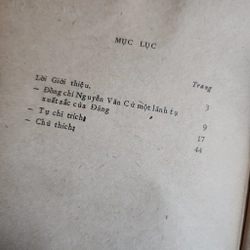 MỤC LỤC
Trang
Lời Giới thiệu. 3
— Đồng chí Nguyễn Văn Cừ một lãnh tụ
xuất sắc của Đảng 9
— Tự chỉ trích 17
— Chú thích 44